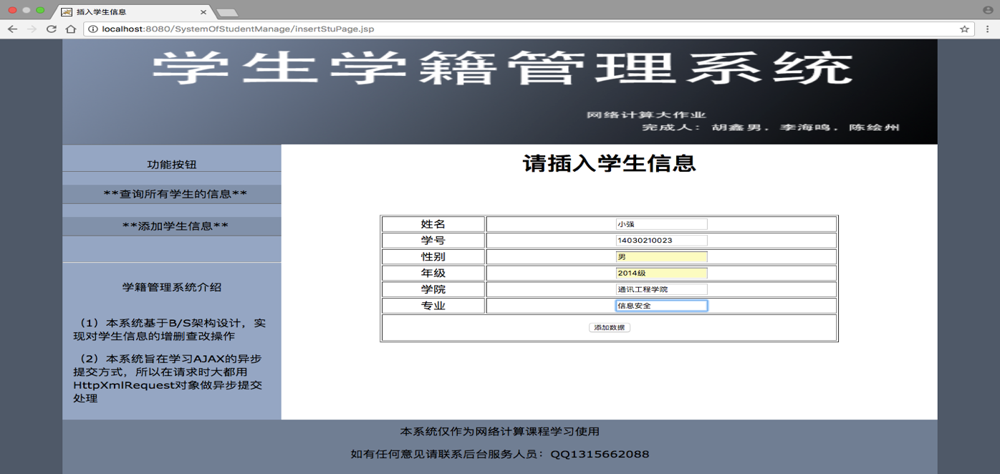 插入学生信息
localhost:8080/SystemOfStudentManage/insertStuPage.jsp
学生学籍管理系统
网络计算大作业
完成人：胡鑫男，李海鸣，陈绘州
功能按钮
**查询所有学生的信息**
**添加学生信息**
学籍管理系统介绍
（1）本系统基于B/S架构设计，实
现对学生信息的增删查改操作
（2）本系统旨在学习AJAX的异步
提交方式，所以在请求时大都用
HttpXmlRequest对象做异步提交
处理
请插入学生信息
姓名 小强
学号 14030210023
性别 男
年级 2014级
学院 通讯工程学院
专业 信息安全
添加数据
本系统仅作为网络计算课程学习使用
如有任何意见请联系后台服务人员：QQ1315662088